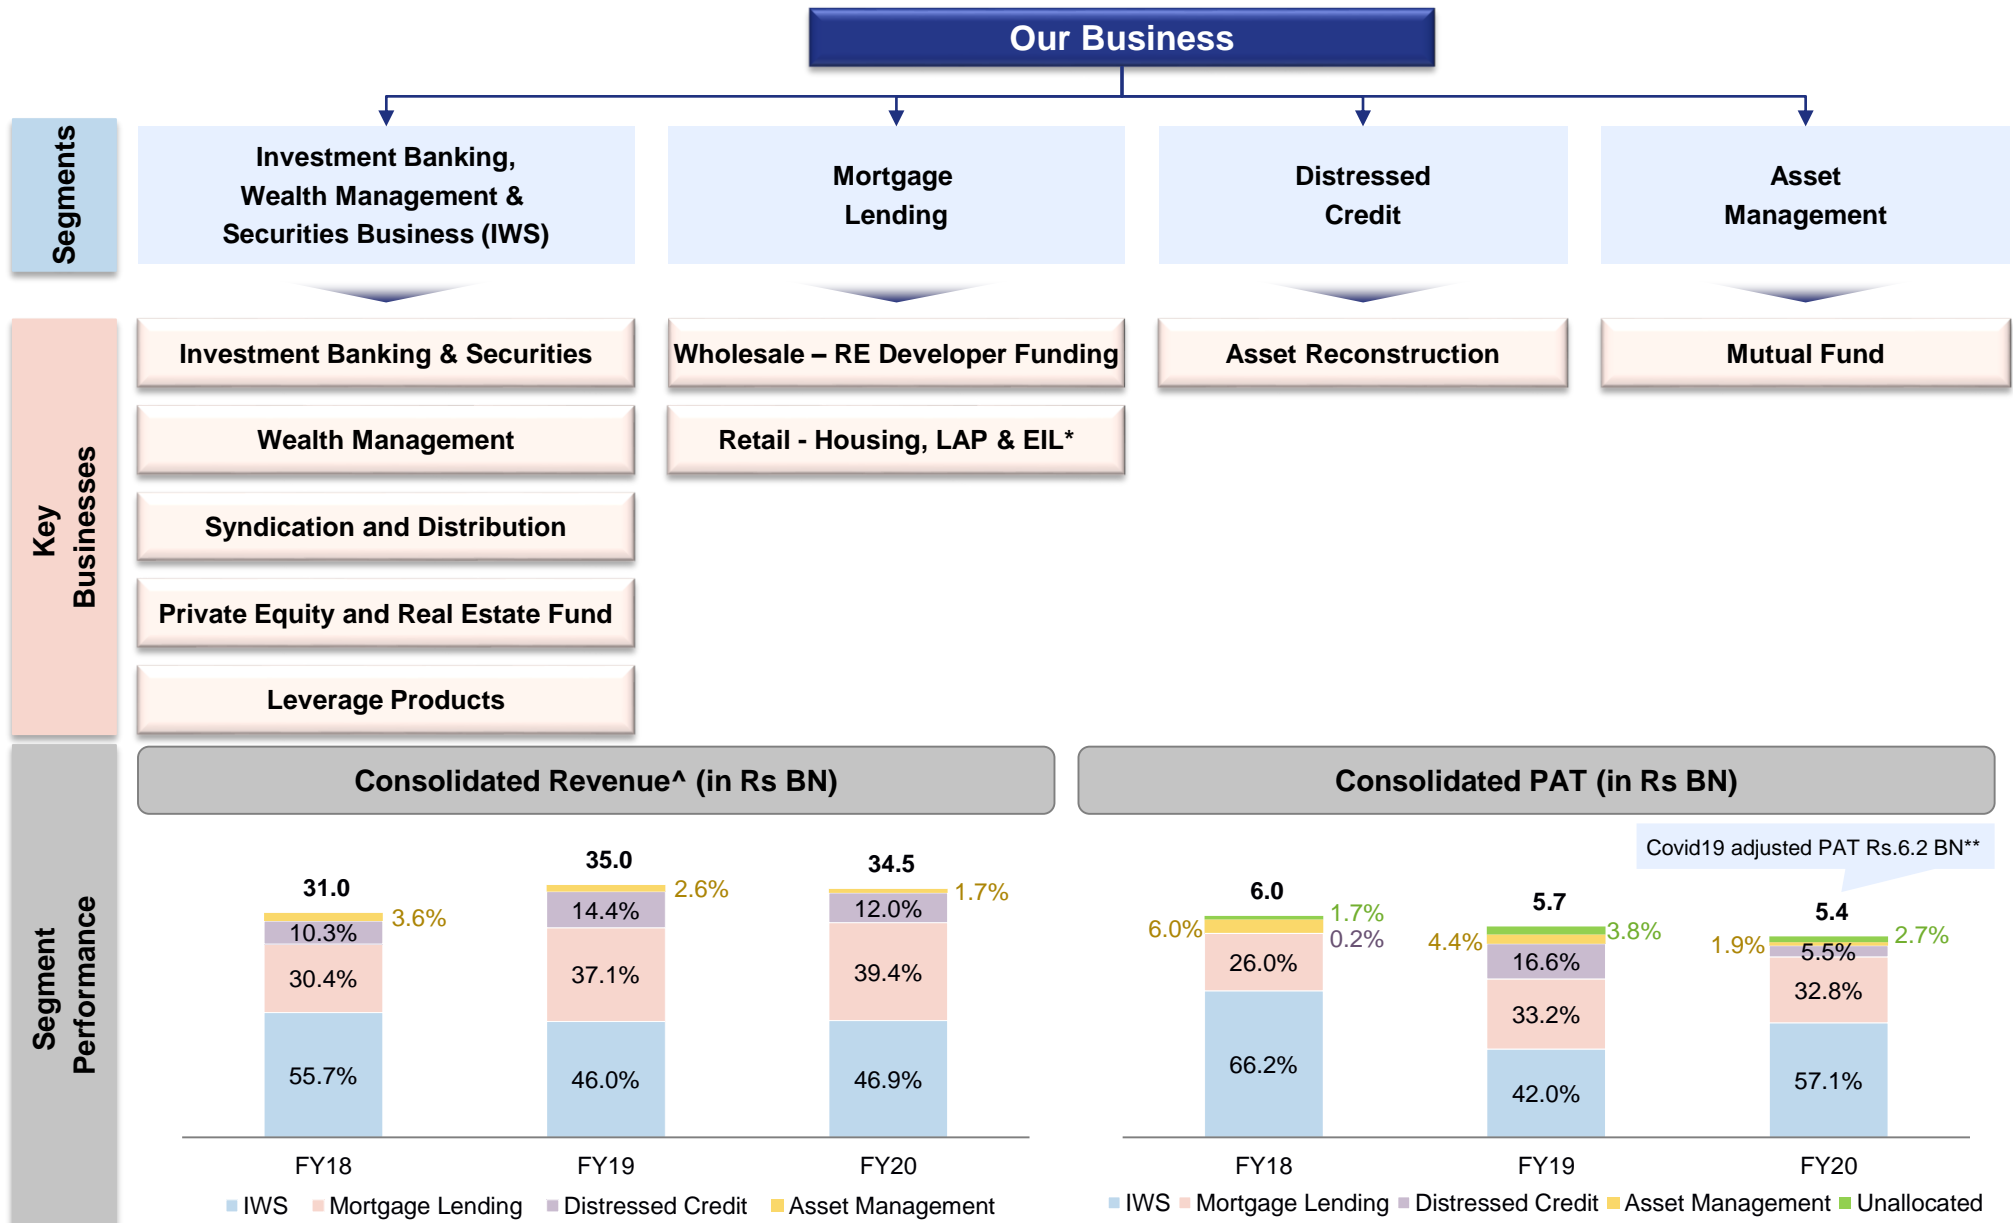 Our Business
Segments
Investment Banking,
Wealth Management &
Securities Business (IWS)
Mortgage
Lending
Distressed
Credit
Asset
Management
Key
Businesses
Investment Banking & Securities
Wealth Management
Syndication and Distribution
Private Equity and Real Estate Fund
Leverage Products
Wholesale – RE Developer Funding
Retail - Housing, LAP & EIL*
Asset Reconstruction
Mutual Fund
Segment
Performance
Consolidated Revenue^ (in Rs BN)
31.0
3.6%
10.3%
30.4%
55.7%
FY18
35.0
2.6%
14.4%
37.1%
46.0%
FY19
34.5
1.7%
12.0%
39.4%
46.9%
FY20
IWS Mortgage Lending Distressed Credit Asset Management
Consolidated PAT (in Rs BN)
Covid19 adjusted PAT Rs.6.2 BN**
6.0
1.7%
6.0%
0.2%
26.0%
66.2%
FY18
5.7
3.8%
4.4%
16.6%
33.2%
42.0%
FY19
5.4
2.7%
1.9%
5.5%
32.8%
57.1%
FY20
IWS Mortgage Lending Distressed Credit Asset Management Unallocated